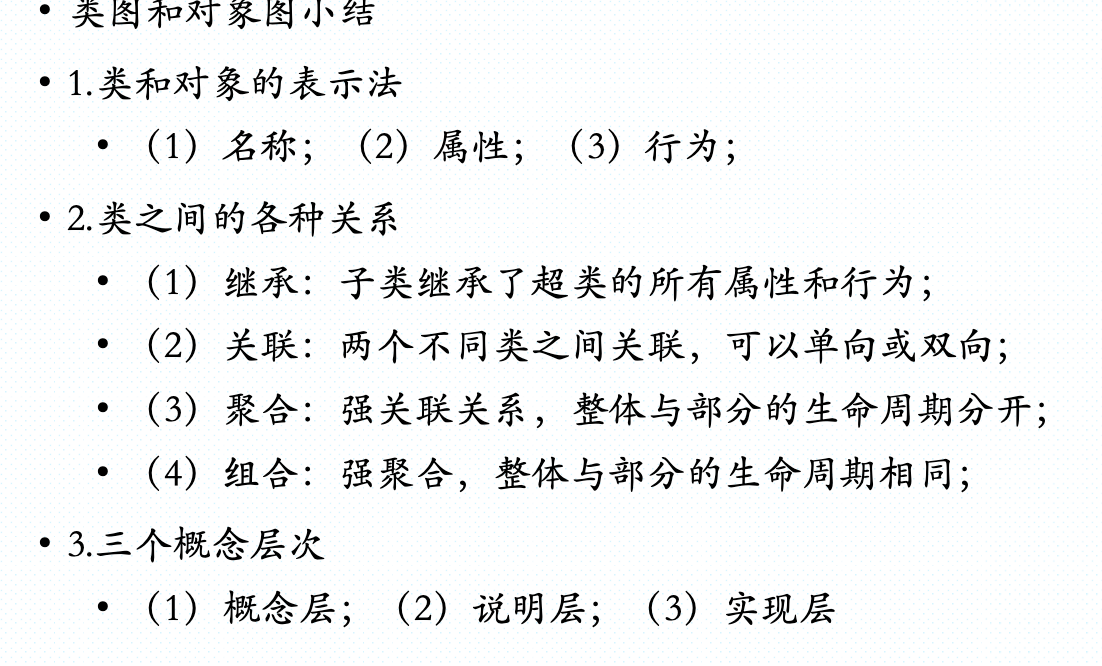 • 类图和对象图小结
• 1.类和对象的表示法
• （1）名称；（2）属性；（3）行为；
• 2.类之间的各种关系
• （1）继承：子类继承了超类的所有属性和行为；
• （2）关联：两个不同类之间关联，可以单向或双向；
• （3）聚合：强关联关系，整体与部分的生命周期分开；
• （4）组合：强聚合，整体与部分的生命周期相同；
• 3.三个概念层次
• （1）概念层；（2）说明层；（3）实现层